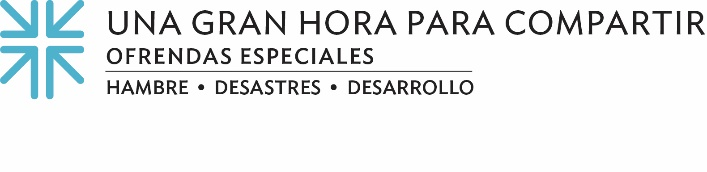 UNA GRAN HORA PARA COMPARTIR
OFRENDAS ESPECIALES
HAMBRE • DESASTRES • DESARROLLO